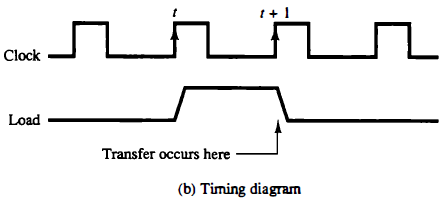 t
t + 1
Clock
Load
Transfer occurs here
(b) Timing diagram